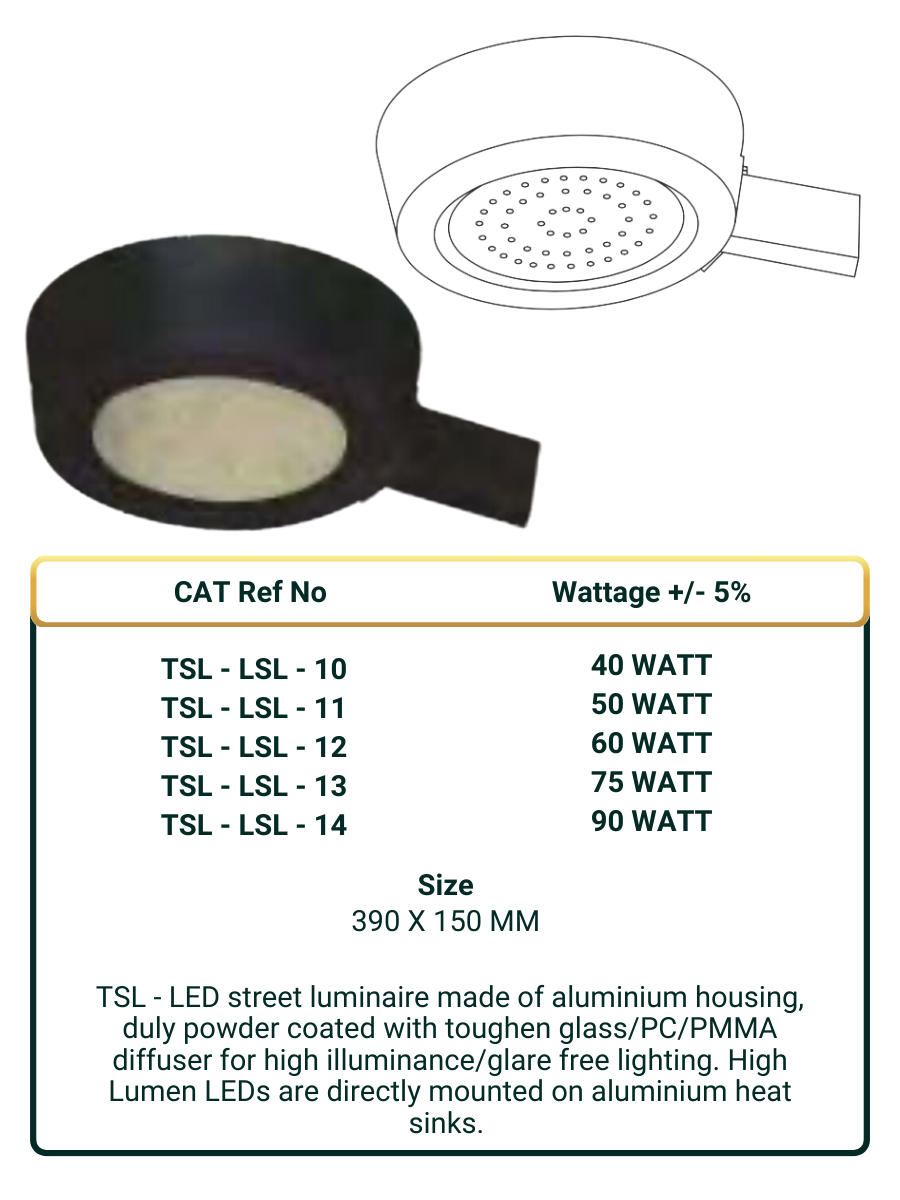 CAT Ref No Wattage +/- 5%
TSL - LSL - 10 40 WATT
TSL - LSL - 11 50 WATT
TSL - LSL - 12 60 WATT
TSL - LSL - 13 75 WATT
TSL - LSL - 14 90 WATT
Size
390 X 150 MM
TSL - LED street luminaire made of aluminium housing,
duly powder coated with toughen glass/PC/PMMA
diffuser for high illuminance/glare free lighting. High
Lumen LEDs are directly mounted on aluminium heat
sinks.